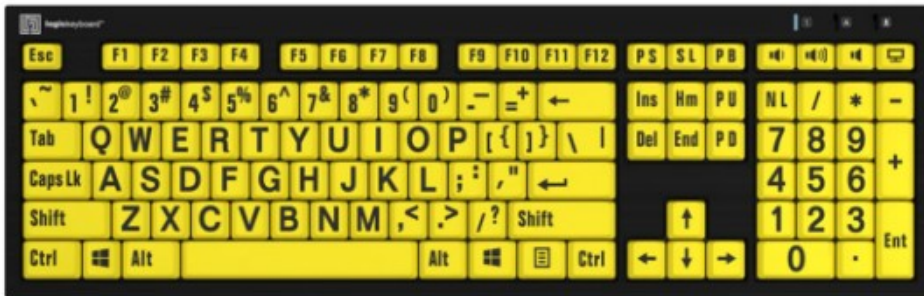 logickeyboard
1 A
Esc F1 F2 F3 F4 F5 F6 F7 F8 F9 F10 F11 F12 PS SL PB
` ~ 1 ! 2 @ 3 # 4 $ 5 % 6 ^ 7 & 8 * 9 ( 0 ) - _ = + ← Ins Hm PU NL / * -
Tab Q W E R T Y U I O P [ { ] } \ | Del End PD 7 8 9 +
Caps Lk A S D F G H J K L ; : ' " ↵ 4 5 6
Shift Z X C V B N M , < . > / ? Shift ↑ 1 2 3 Ent
Ctrl Alt Alt Ctrl ← ↓ → 0 .